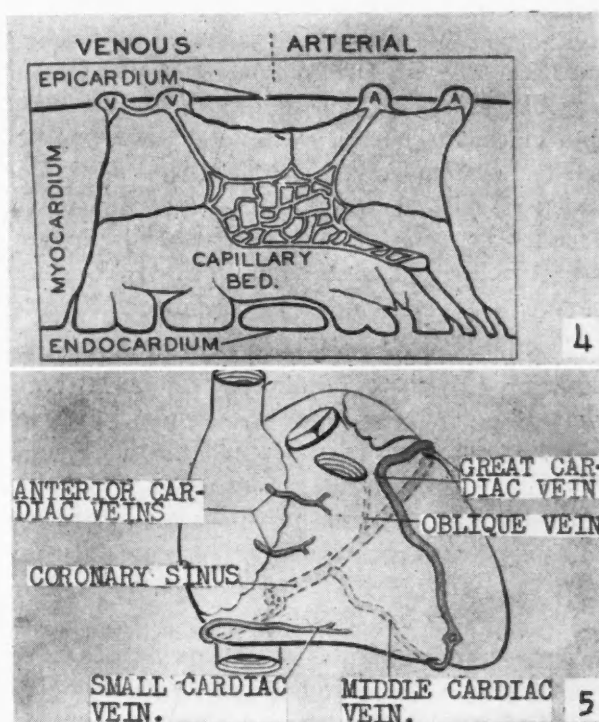 VENOUS ARTERIAL
EPICARDIUM
V V A A
MYOCARDIUM
CAPILLARY
BED.
ENDOCARDIUM
4
GREAT CAR-
DIAC VEIN
ANTERIOR CAR-
DIAC VEINS
OBLIQUE VEIN
CORONARY SINUS
SMALL CARDIAC
VEIN.
MIDDLE CARDIAC
VEIN.
5